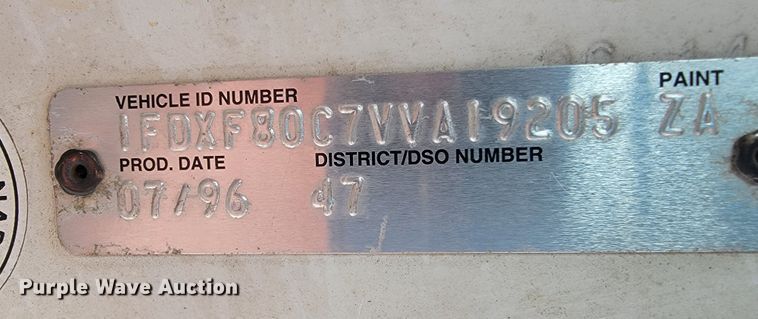 VEHICLE ID NUMBER PAINT
1FDXF80C7VVA19205 ZA
PROD. DATE DISTRICT/DSO NUMBER
07/96 47
Purple Wave Auction